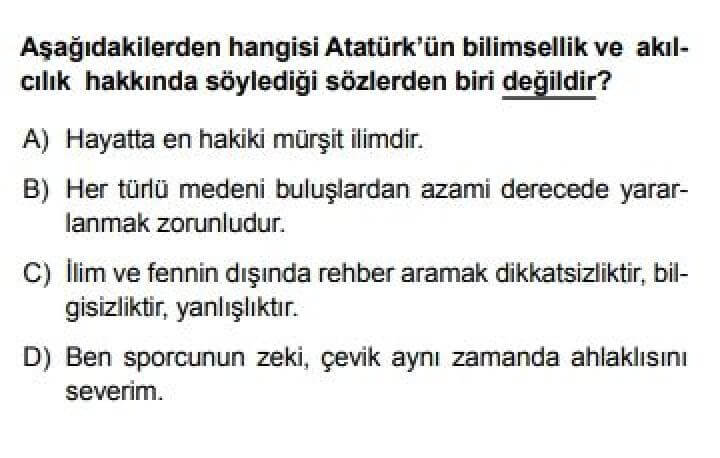 Aşağıdakilerden hangisi Atatürk'ün bilimsellik ve akıl-
cılık hakkında söylediği sözlerden biri değildir?
A) Hayatta en hakiki mürşit ilimdir.
B) Her türlü medeni buluşlardan azami derecede yarar-
lanmak zorunludur.
C) İlim ve fennin dışında rehber aramak dikkatsizliktir, bil-
gisizliktir, yanlışlıktır.
D) Ben sporcunun zeki, çevik aynı zamanda ahlaklısını
severim.